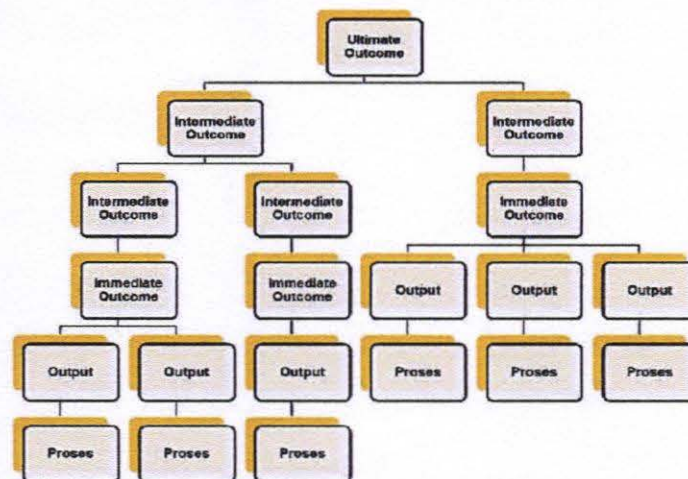 Ultimate
Outcome
Intermediate
Outcome
Intermediate
Outcome
Intermediate
Outcome
Intermediate
Outcome
Immediate
Outcome
Immediate
Outcome
Immediate
Outcome
Output
Output
Output
Output
Output
Output
Proses
Proses
Proses
Proses
Proses
Proses